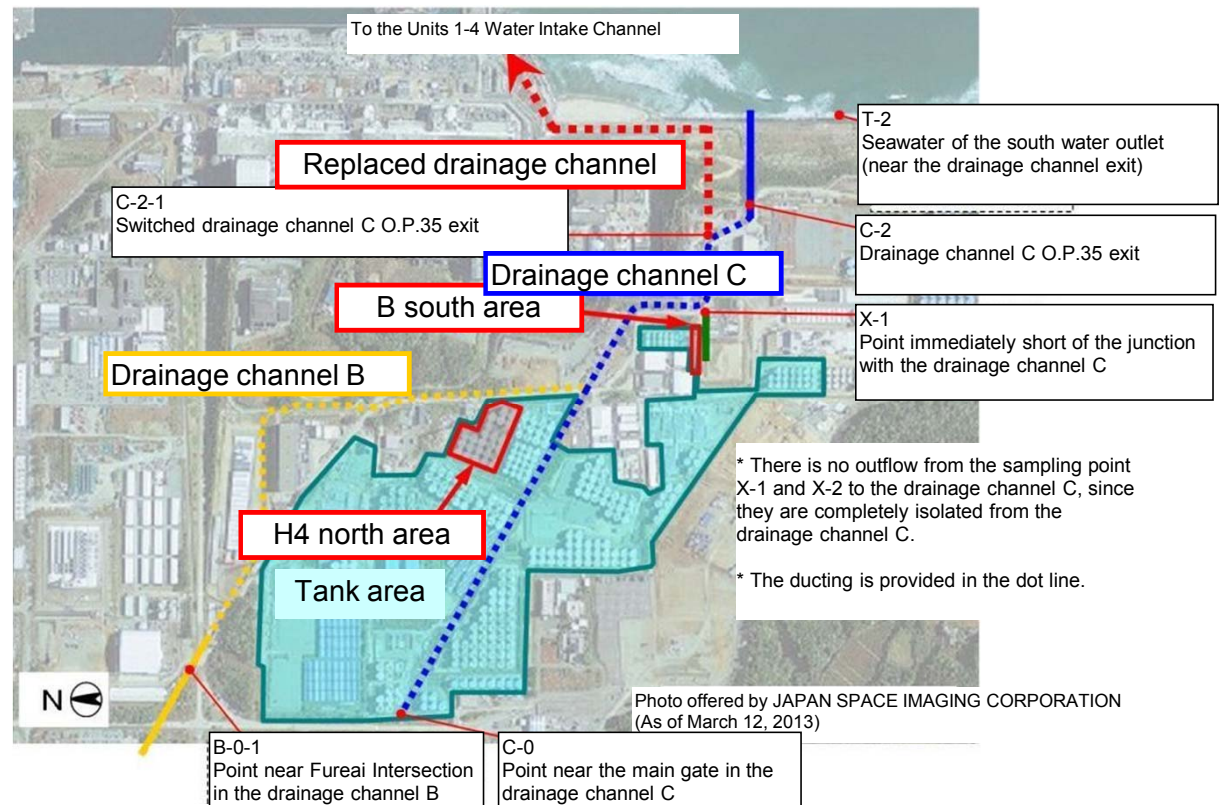 To the Units 1-4 Water Intake Channel
T-2
Seawater of the south water outlet
(near the drainage channel exit)
Replaced drainage channel
C-2-1
Switched drainage channel C O.P.35 exit
C-2
Drainage channel C O.P.35 exit
Drainage channel C
B south area
X-1
Point immediately short of the junction
with the drainage channel C
Drainage channel B
* There is no outflow from the sampling point
X-1 and X-2 to the drainage channel C, since
they are completely isolated from the
drainage channel C.
* The ducting is provided in the dot line.
H4 north area
Tank area
N
Photo offered by JAPAN SPACE IMAGING CORPORATION
(As of March 12, 2013)
B-0-1
Point near Fureai Intersection
in the drainage channel B
C-0
Point near the main gate in the
drainage channel C